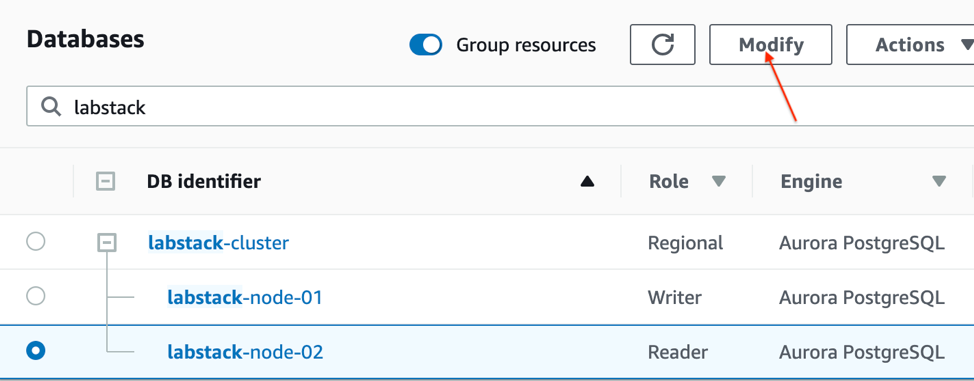 Databases Group resources Modify Actions
labstack
DB identifier Role Engine
labstack-cluster Regional Aurora PostgreSQL
labstack-node-01 Writer Aurora PostgreSQL
labstack-node-02 Reader Aurora PostgreSQL